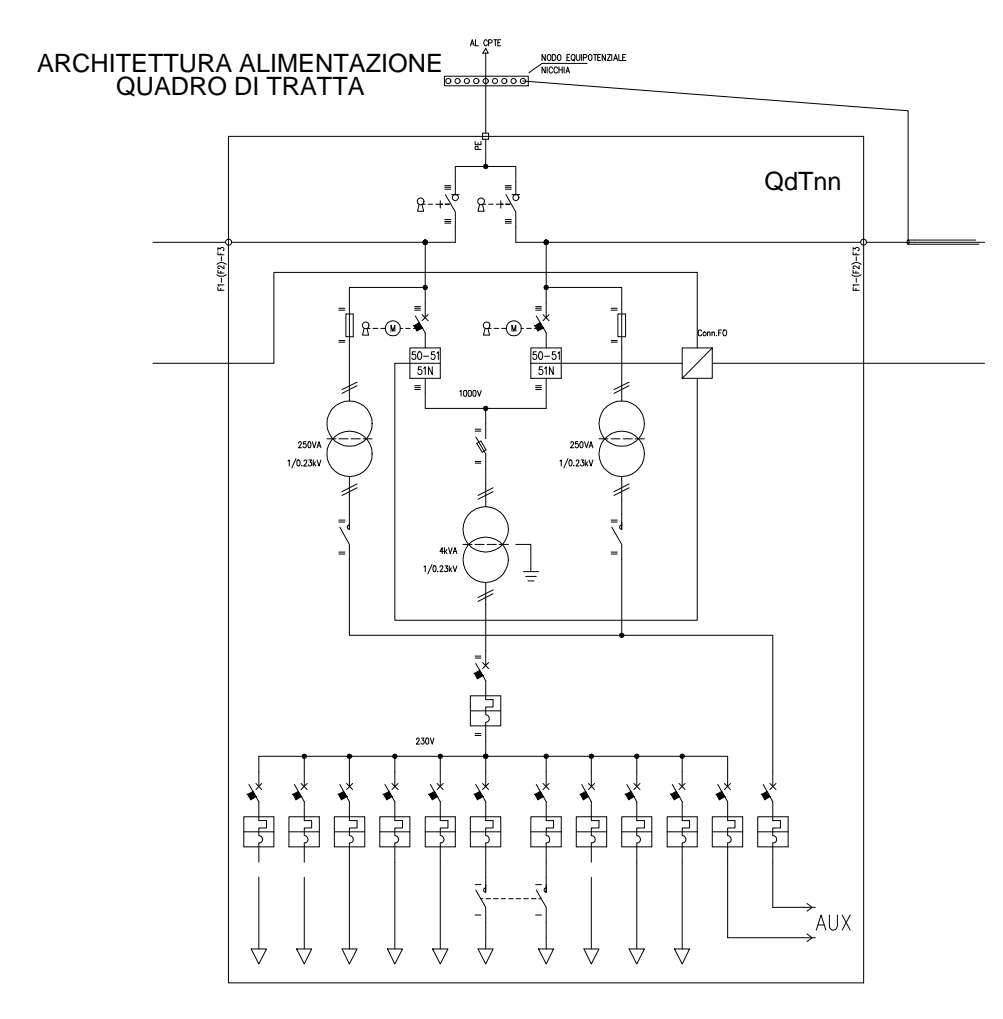 AL CPTE
ARCHITETTURA ALIMENTAZIONE
QUADRO DI TRATTA
NODO EQUIPOTENZIALE
NICCHIA
PE
QdTnn
F1-(F2)-F3
F1-(F2)-F3
M
M
Conn.FO
50-51
51N
50-51
51N
1000V
250VA
1/0.23kV
250VA
1/0.23kV
4kVA
1/0.23kV
230V
AUX